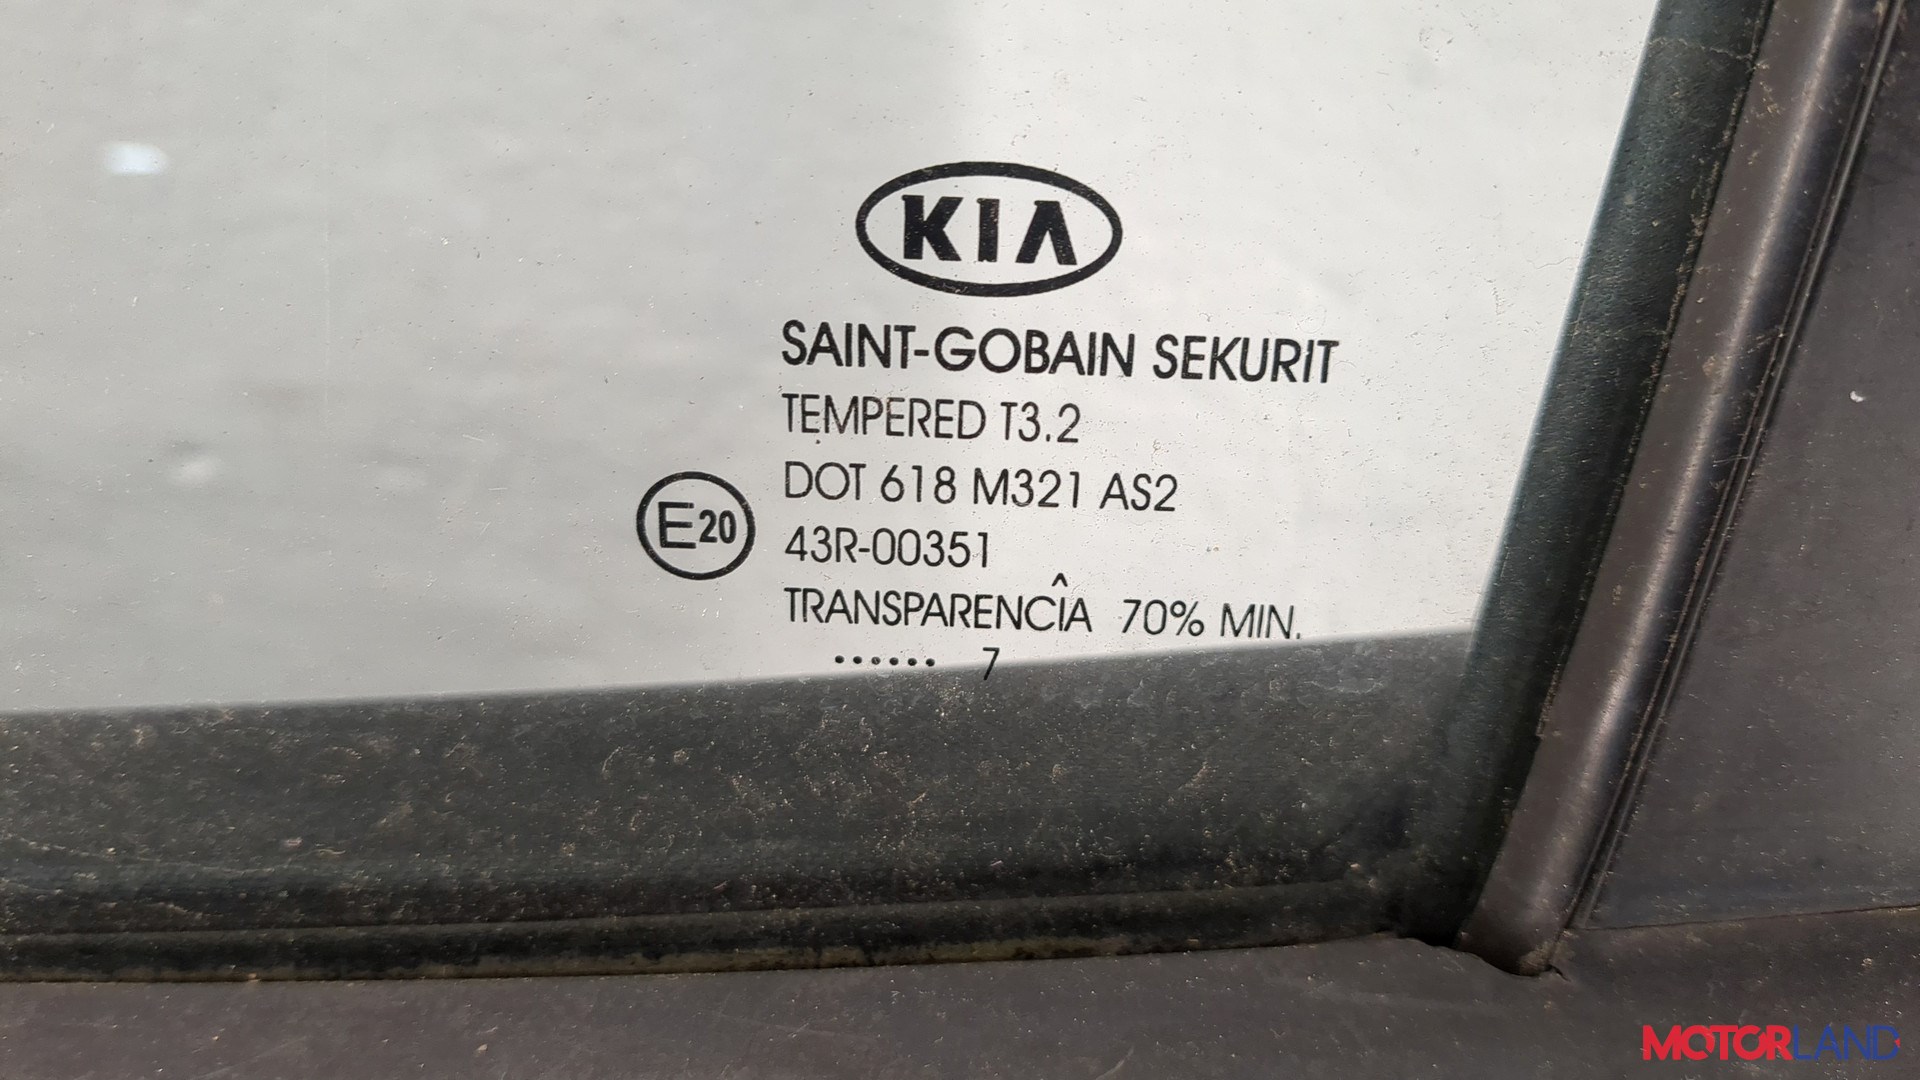 KIA
SAINT-GOBAIN SEKURIT
TEMPERED T3.2
DOT 618 M321 AS2
E20 43R-00351
TRANSPARENCÎA 70% MIN.
...... 7
MOTORLAND